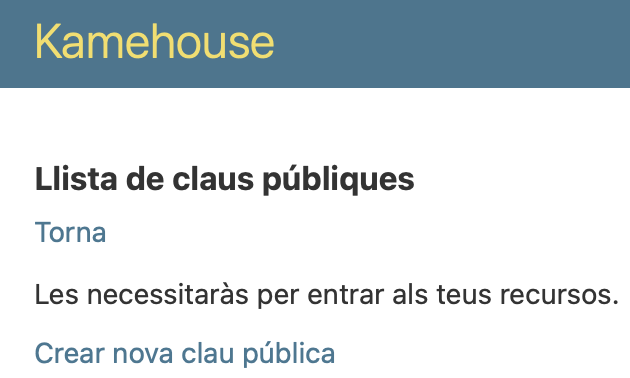 Kamehouse
Llista de claus públiques
Torna
Les necessitaràs per entrar als teus recursos.
Crear nova clau pública